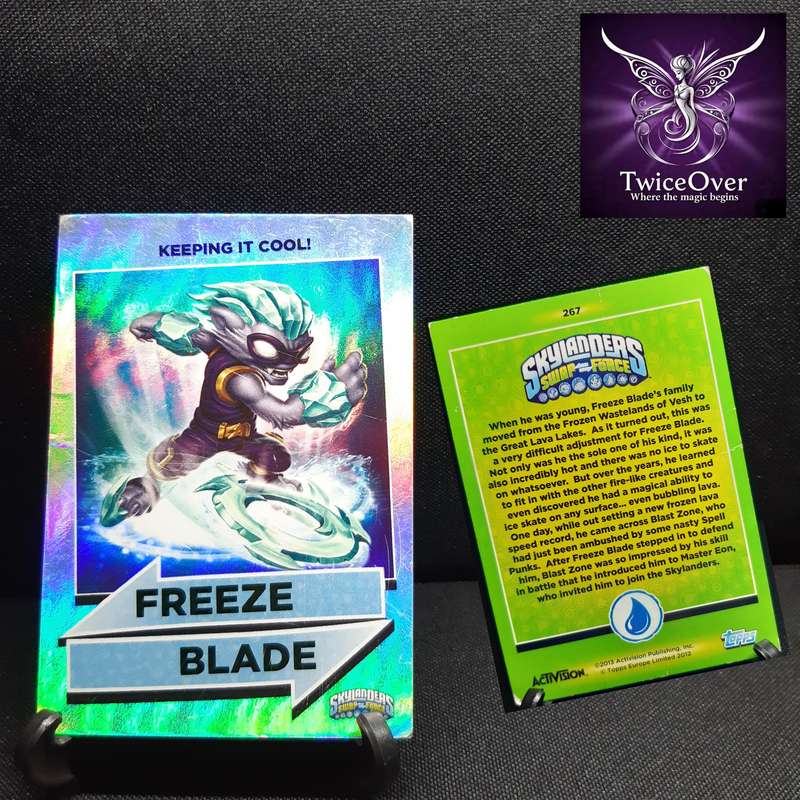 TwiceOver
Where the magic begins
KEEPING IT COOL!
FREEZE
BLADE
SKYLANDERS
SWAP FORCE
267
SKYLANDERS
SWAP FORCE
When he was young, Freeze Blade's family
moved from the Frozen Wastelands of Vesh to
the Great Lava Lakes. As it turned out, this was
a very difficult adjustment for Freeze Blade.
Not only was he the sole one of his kind, it was
also incredibly hot and there was no ice to skate
on whatsoever. But over the years, he learned
to fit in with the other fire-like creatures and
even discovered he had a magical ability to
ice skate on any surface... even bubbling lava.
One day, while out setting a new frozen lava
speed record, he came across Blast Zone, who
had just been ambushed by some nasty Spell
Punks. After Freeze Blade stepped in to defend
him, Blast Zone was so impressed by his skill
in battle that he introduced him to Master Eon,
who invited him to join the Skylanders.
ACTIVISION
©2013 Activision Publishing, Inc.
© Topps Europe Limited 2013
topps